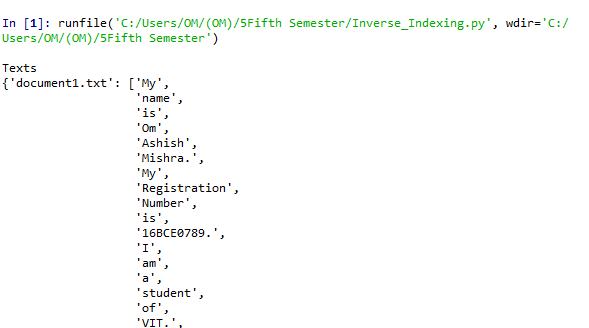 In [1]: runfile('C:/Users/OM/(OM)/5Fifth Semester/Inverse_Indexing.py', wdir='C:/
Users/OM/(OM)/5Fifth Semester')
Texts
{'document1.txt': ['My',
'name',
'is',
'Om',
'Ashish',
'Mishra.',
'My',
'Registration',
'Number',
'is',
'16BCE0789.',
'I',
'am',
'a',
'student',
'of',
'VIT.',